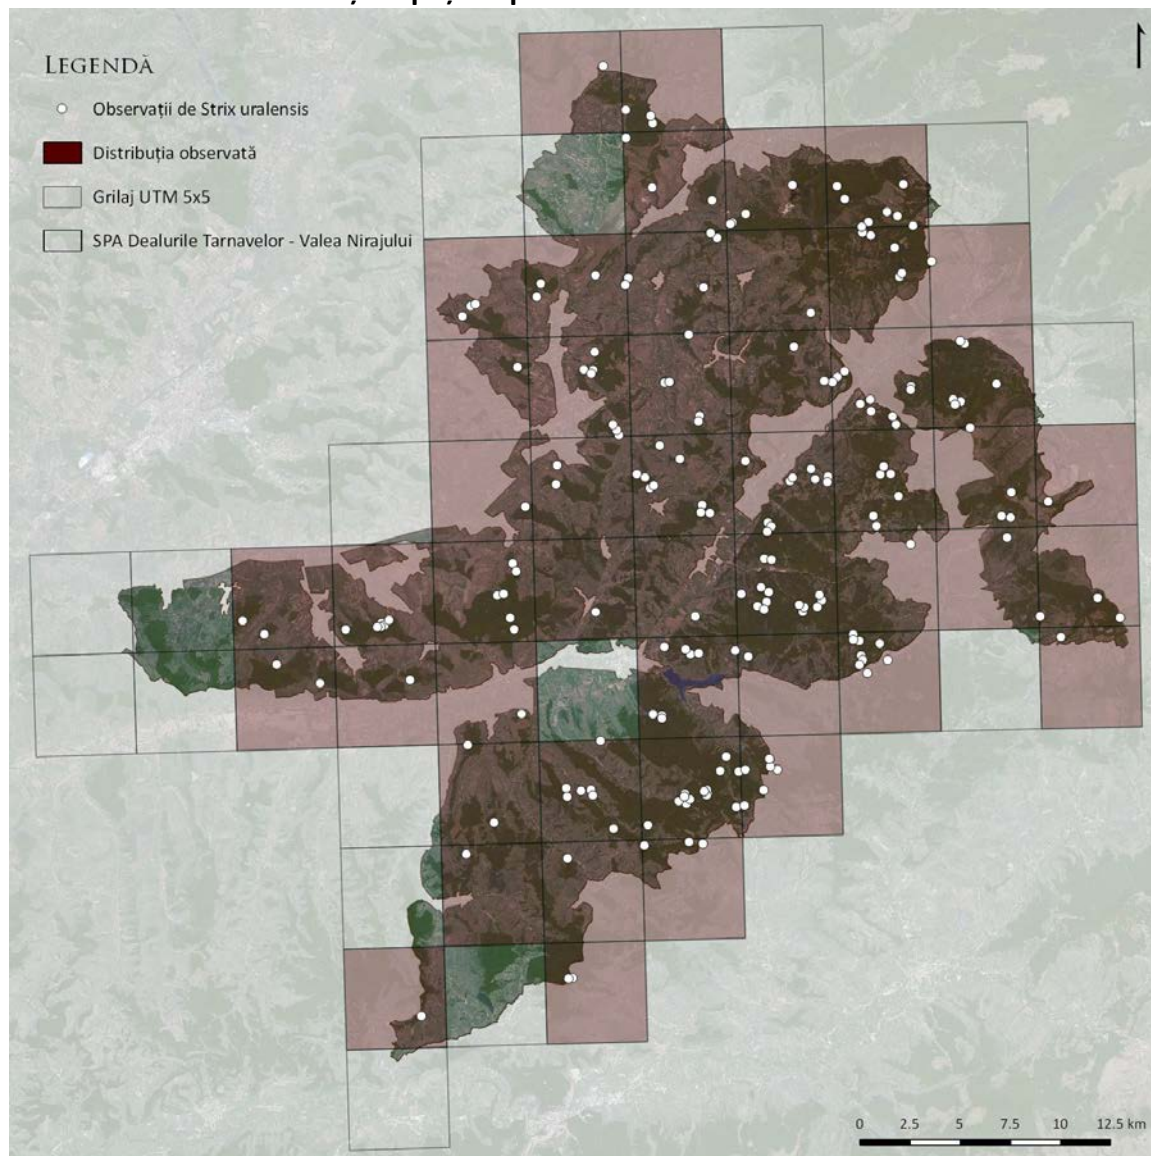 LEGENDĂ
Observații de Strix uralensis
Distribuția observată
Grilaj UTM 5x5
SPA Dealurile Tarnavelor - Valea Nirajului
0 2.5 5 7.5 10 12.5 km